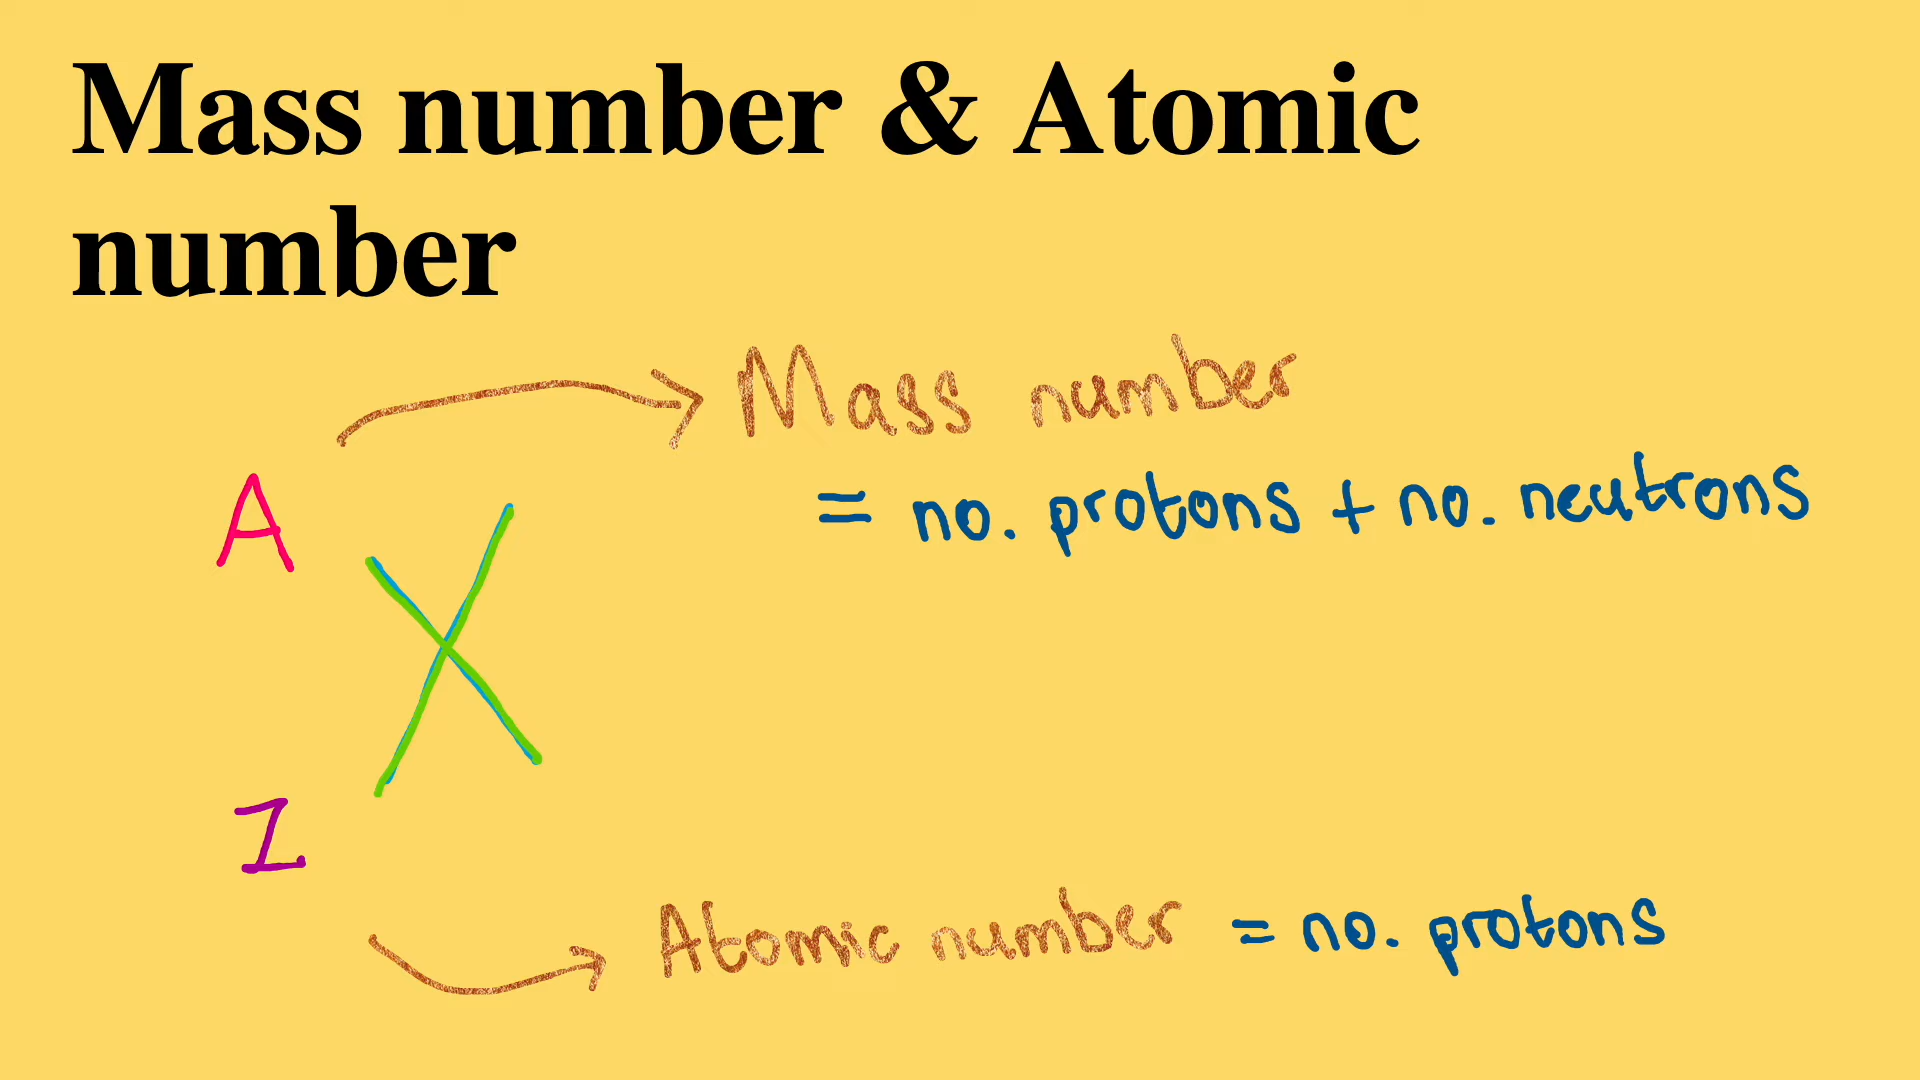 Mass number & Atomic
number
Mass number
= no. protons + no. neutrons
A
X
Z
Atomic number = no. protons